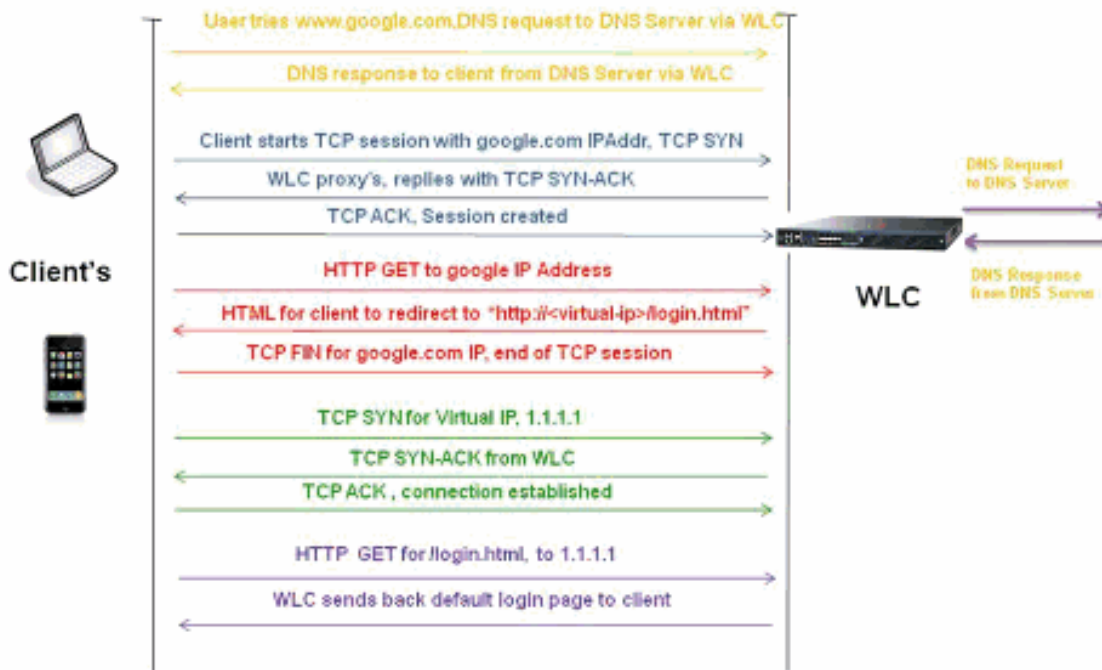 User tries www.google.com,DNS request to DNS Server via WLC
DNS response to client from DNS Server via WLC
Client starts TCP session with google.com IPAddr, TCP SYN
WLC proxy's, replies with TCP SYN-ACK
TCP ACK, Session created
DNS Request
to DNS Server
Client's
HTTP GET to google IP Address
WLC
DNS Response
from DNS Server
HTML for client to redirect to "http://<virtual-ip>/login.html"
TCP FIN for google.com IP, end of TCP session
TCP SYN for Virtual IP, 1.1.1.1
TCP SYN-ACK from WLC
TCP ACK , connection established
HTTP GET for /login.html, to 1.1.1.1
WLC sends back default login page to client